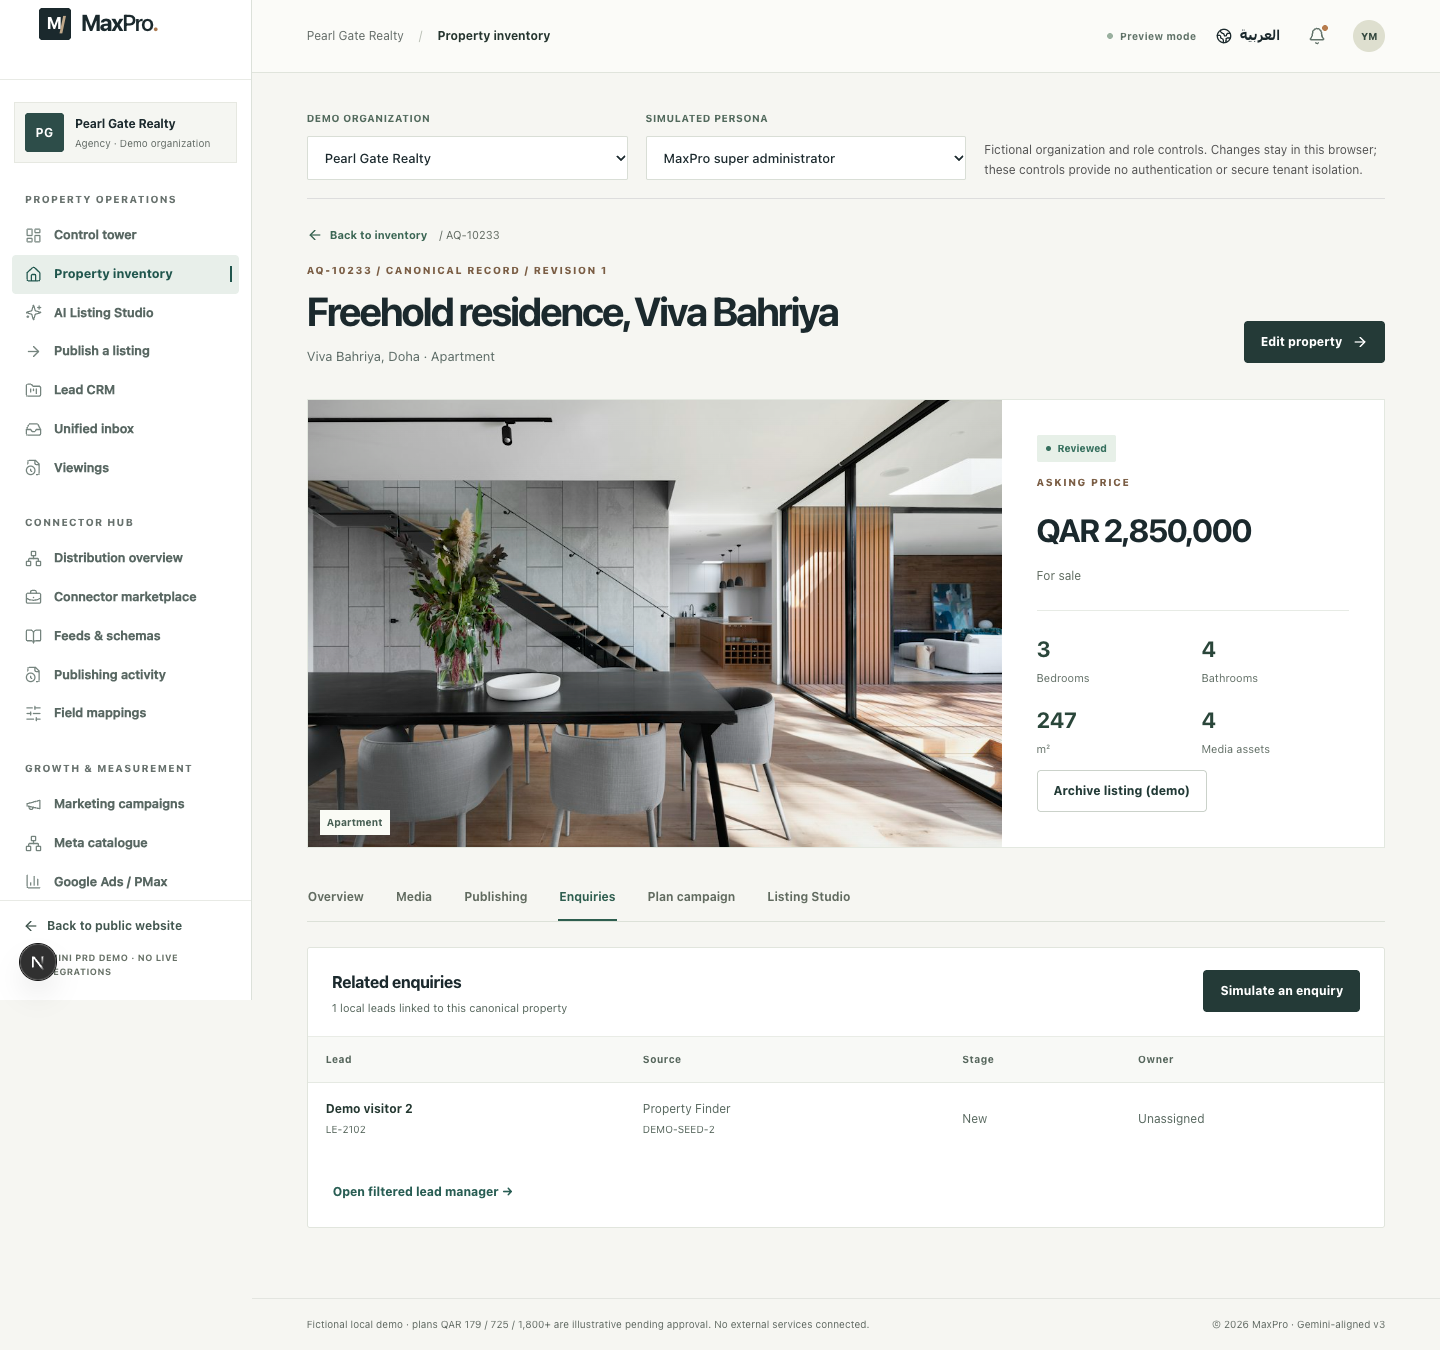 M/ MaxPro.
Pearl Gate Realty / Property inventory
Preview mode
العربية
YM
PG
Pearl Gate Realty
Agency · Demo organization
PROPERTY OPERATIONS
Control tower
Property inventory
AI Listing Studio
Publish a listing
Lead CRM
Unified inbox
Viewings
CONNECTOR HUB
Distribution overview
Connector marketplace
Feeds & schemas
Publishing activity
Field mappings
GROWTH & MEASUREMENT
Marketing campaigns
Meta catalogue
Google Ads / PMax
Back to public website
N
INI PRD DEMO · NO LIVE
EGRATIONS
DEMO ORGANIZATION
Pearl Gate Realty
SIMULATED PERSONA
MaxPro super administrator
Fictional organization and role controls. Changes stay in this browser;
these controls provide no authentication or secure tenant isolation.
Back to inventory / AQ-10233
AQ-10233 / CANONICAL RECORD / REVISION 1
Freehold residence, Viva Bahriya
Viva Bahriya, Doha · Apartment
Edit property
Apartment
Reviewed
ASKING PRICE
QAR 2,850,000
For sale
3 4
Bedrooms Bathrooms
247 4
m² Media assets
Archive listing (demo)
Overview Media Publishing Enquiries Plan campaign Listing Studio
Related enquiries
1 local leads linked to this canonical property
Simulate an enquiry
Lead Source Stage Owner
Demo visitor 2 Property Finder New Unassigned
LE-2102 DEMO-SEED-2
Open filtered lead manager →
Fictional local demo · plans QAR 179 / 725 / 1,800+ are illustrative pending approval. No external services connected.
© 2026 MaxPro · Gemini-aligned v3